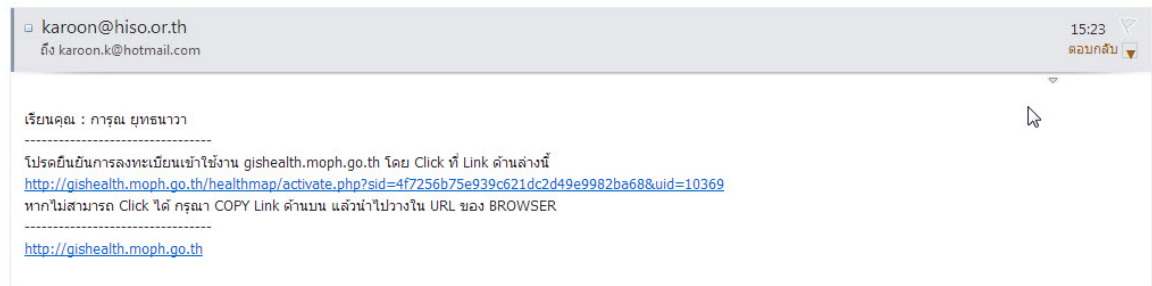 karoon@hiso.or.th
15:23
ถึง karoon.k@hotmail.com
ตอบกลับ
เรียนคุณ : การุณ ยุทธนาวา
---------------------------------
โปรดยืนยันการลงทะเบียนเข้าใช้งาน gishealth.moph.go.th โดย Click ที่ Link ด้านล่างนี้
http://gishealth.moph.go.th/healthmap/activate.php?sid=4f7256b75e939c621dc2d49e9982ba68&uid=10369
หากไม่สามารถ Click ได้ กรุณา COPY Link ด้านบน แล้วนำไปวางใน URL ของ BROWSER
---------------------------------
http://gishealth.moph.go.th